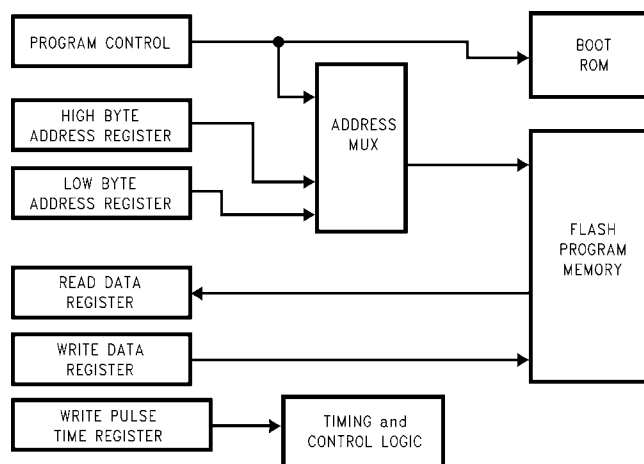 PROGRAM CONTROL
BOOT
ROM
HIGH BYTE
ADDRESS REGISTER
ADDRESS
MUX
LOW BYTE
ADDRESS REGISTER
FLASH
PROGRAM
MEMORY
READ DATA
REGISTER
WRITE DATA
REGISTER
WRITE PULSE
TIME REGISTER
TIMING and
CONTROL LOGIC